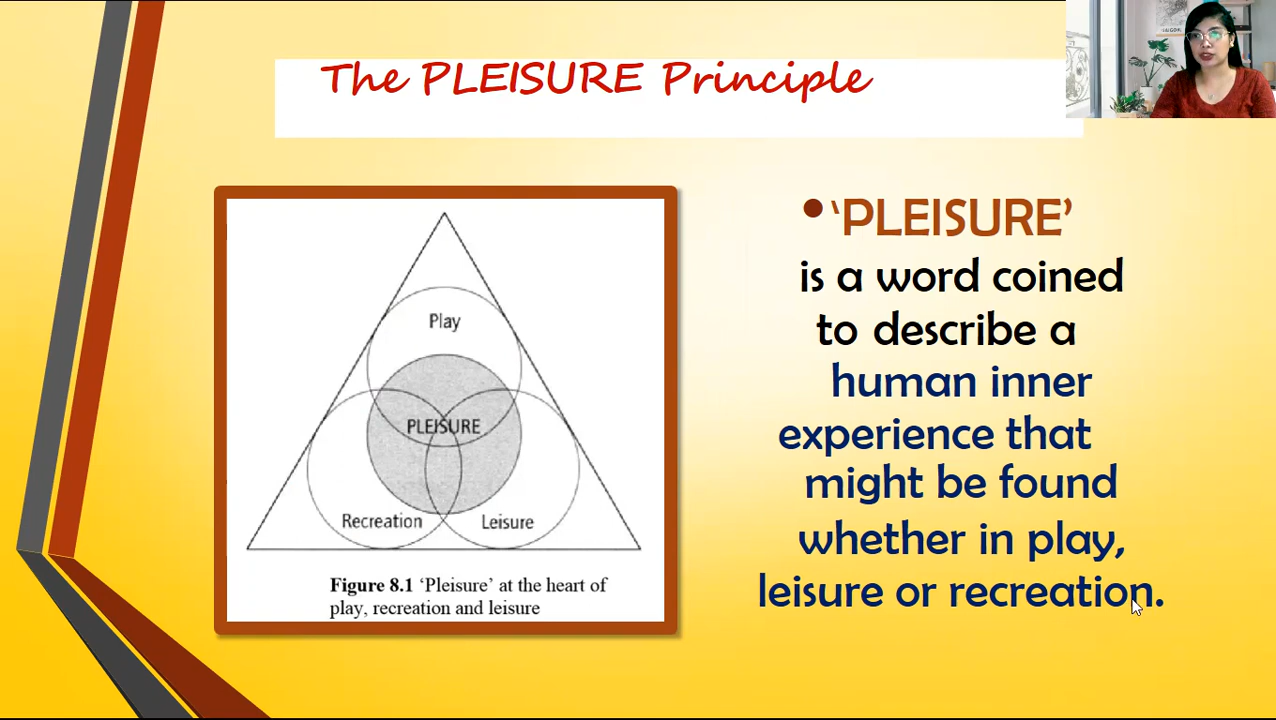 The PLEISURE Principle
Play
PLEISURE
Recreation
Leisure
Figure 8.1 ‘Pleisure’ at the heart of
play, recreation and leisure
•‘PLEISURE’
is a word coined
to describe a
human inner
experience that
might be found
whether in play,
leisure or recreation.